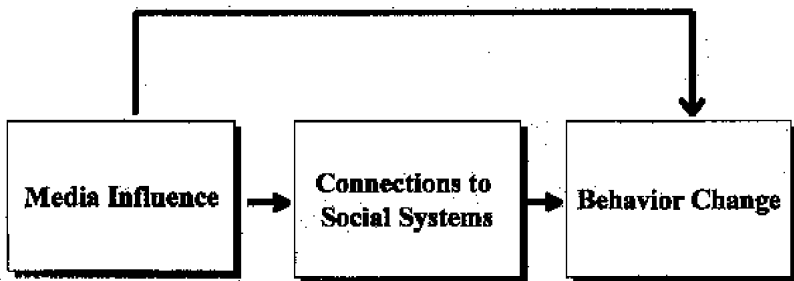 Media Influence
Connections to
Social Systems
Behavior Change